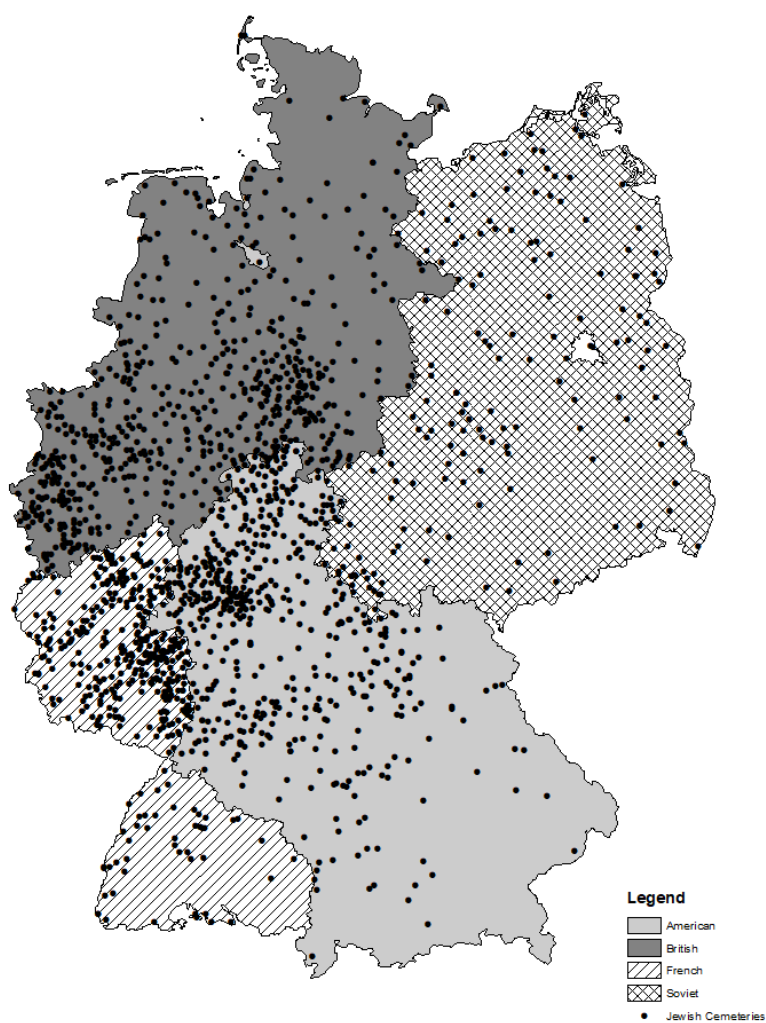 Legend
American
British
French
Soviet
Jewish Cemeteries